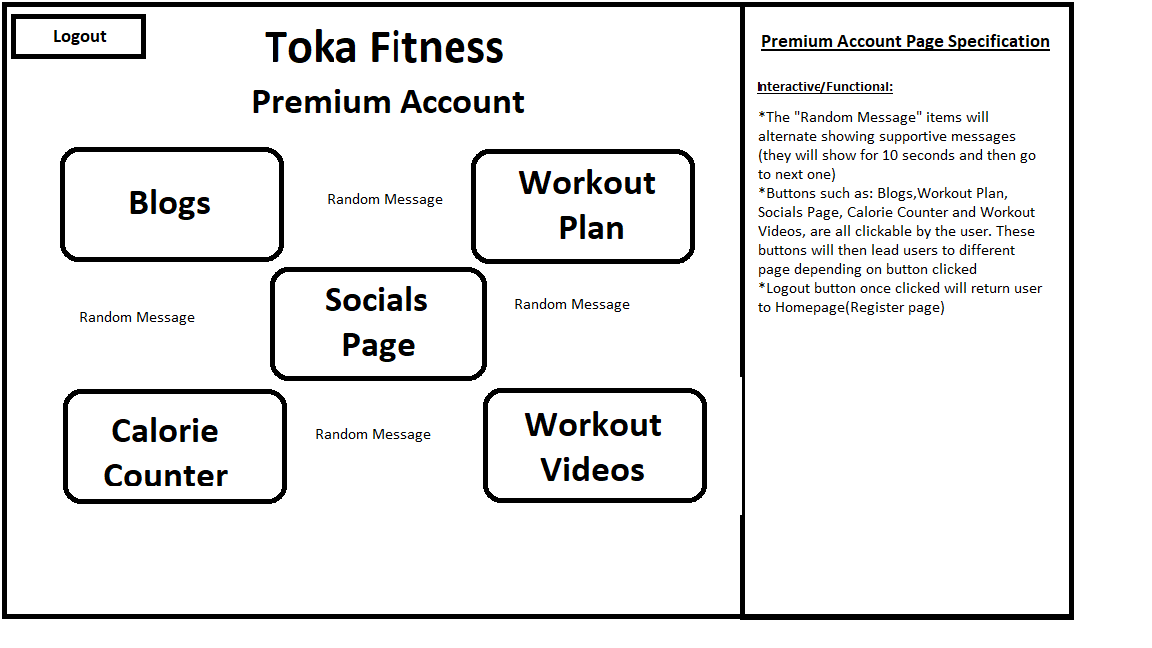 Logout
Toka Fitness
Premium Account
Blogs
Random Message
Workout
Plan
Random Message
Socials
Page
Random Message
Calorie
Counter
Random Message
Workout
Videos
Premium Account Page Specification
Interactive/Functional:
*The "Random Message" items will
alternate showing supportive messages
(they will show for 10 seconds and then go
to next one)
*Buttons such as: Blogs,Workout Plan,
Socials Page, Calorie Counter and Workout
Videos, are all clickable by the user. These
buttons will then lead users to different
page depending on button clicked
*Logout button once clicked will return user
to Homepage(Register page)